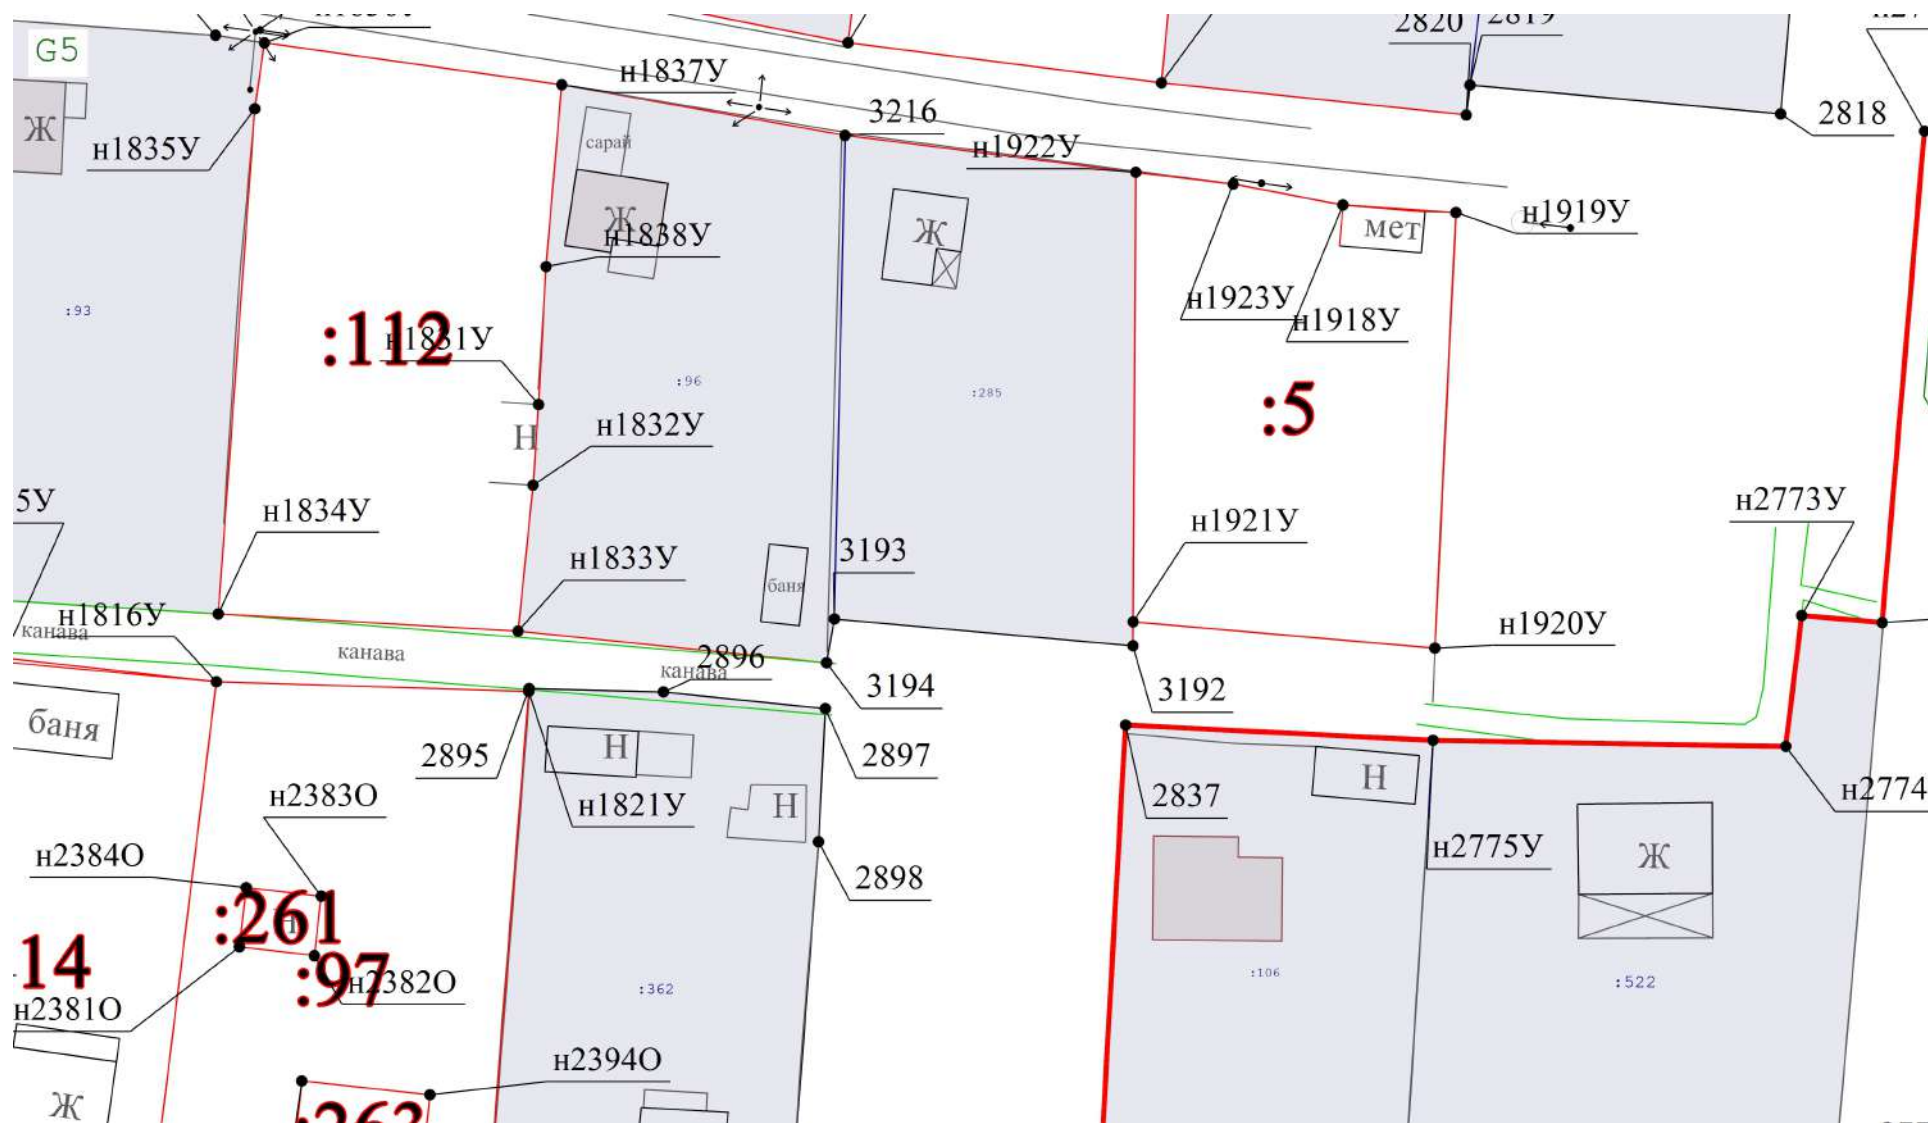 2820
G5
н1837У
3216
2818
Ж
н1835У
сарай
н1922У
Ж
н1838У
Ж
мет
н1919У
:93
н1923У
н1918У
:112
н1831У
:96
:285
:5
н1832У
Н
5У
н1834У
н1921У
н2773У
3193
н1833У
баня
н1816У
канава
канава
2896
канава
н1920У
3194
3192
баня
2895
Н
2897
н2383О
н1821У
Н
2837
Н
н2774
н2384О
2898
н2775У
Ж
:261
Н
14
:97
н2382О
н2381О
:362
:106
:522
н2394О
Ж